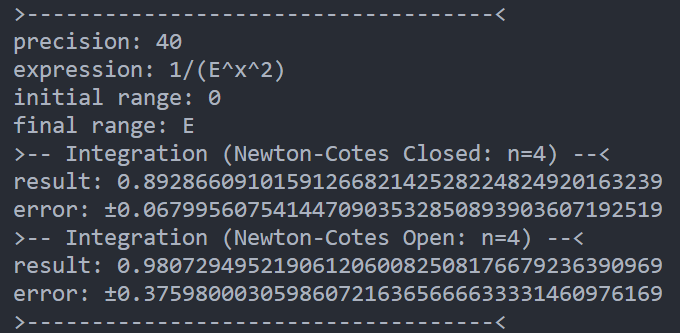 >-----------------------------------<
precision: 40
expression: 1/(E^x^2)
initial range: 0
final range: E
>-- Integration (Newton-Cotes Closed: n=4) --<
result: 0.8928660910159126682142528224824920163239
error: ±0.0679956075414470903532850893903607192519
>-- Integration (Newton-Cotes Open: n=4) --<
result: 0.9807294952190612060082508176679236390969
error: ±0.3759800030598607216365666633331460976169
>-----------------------------------<